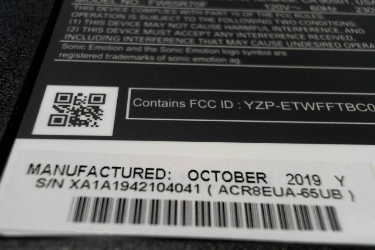 OPERATION IS SUBJECT TO THE FOLLOWING CONDITIONS:
(1) THIS DEVICE MAY NOT CAUSE HARMFUL INTERFERENCE, AND
(2) THIS DEVICE MUST ACCEPT ANY INTERFERENCE
INCLUDING INTERFERENCE THAT MAY CAUSE UNDESIRED OPERA
Sonic Emotion and the Sonic Emotion logo symbol are
registered trademarks of sonic emotion ag.
Contains FCC ID : YZP-ETWFFTBC0
MANUFACTURED: OCTOBER 2019 Y
S/N XA1A1942104041 ( ACR8EUA-65UB )